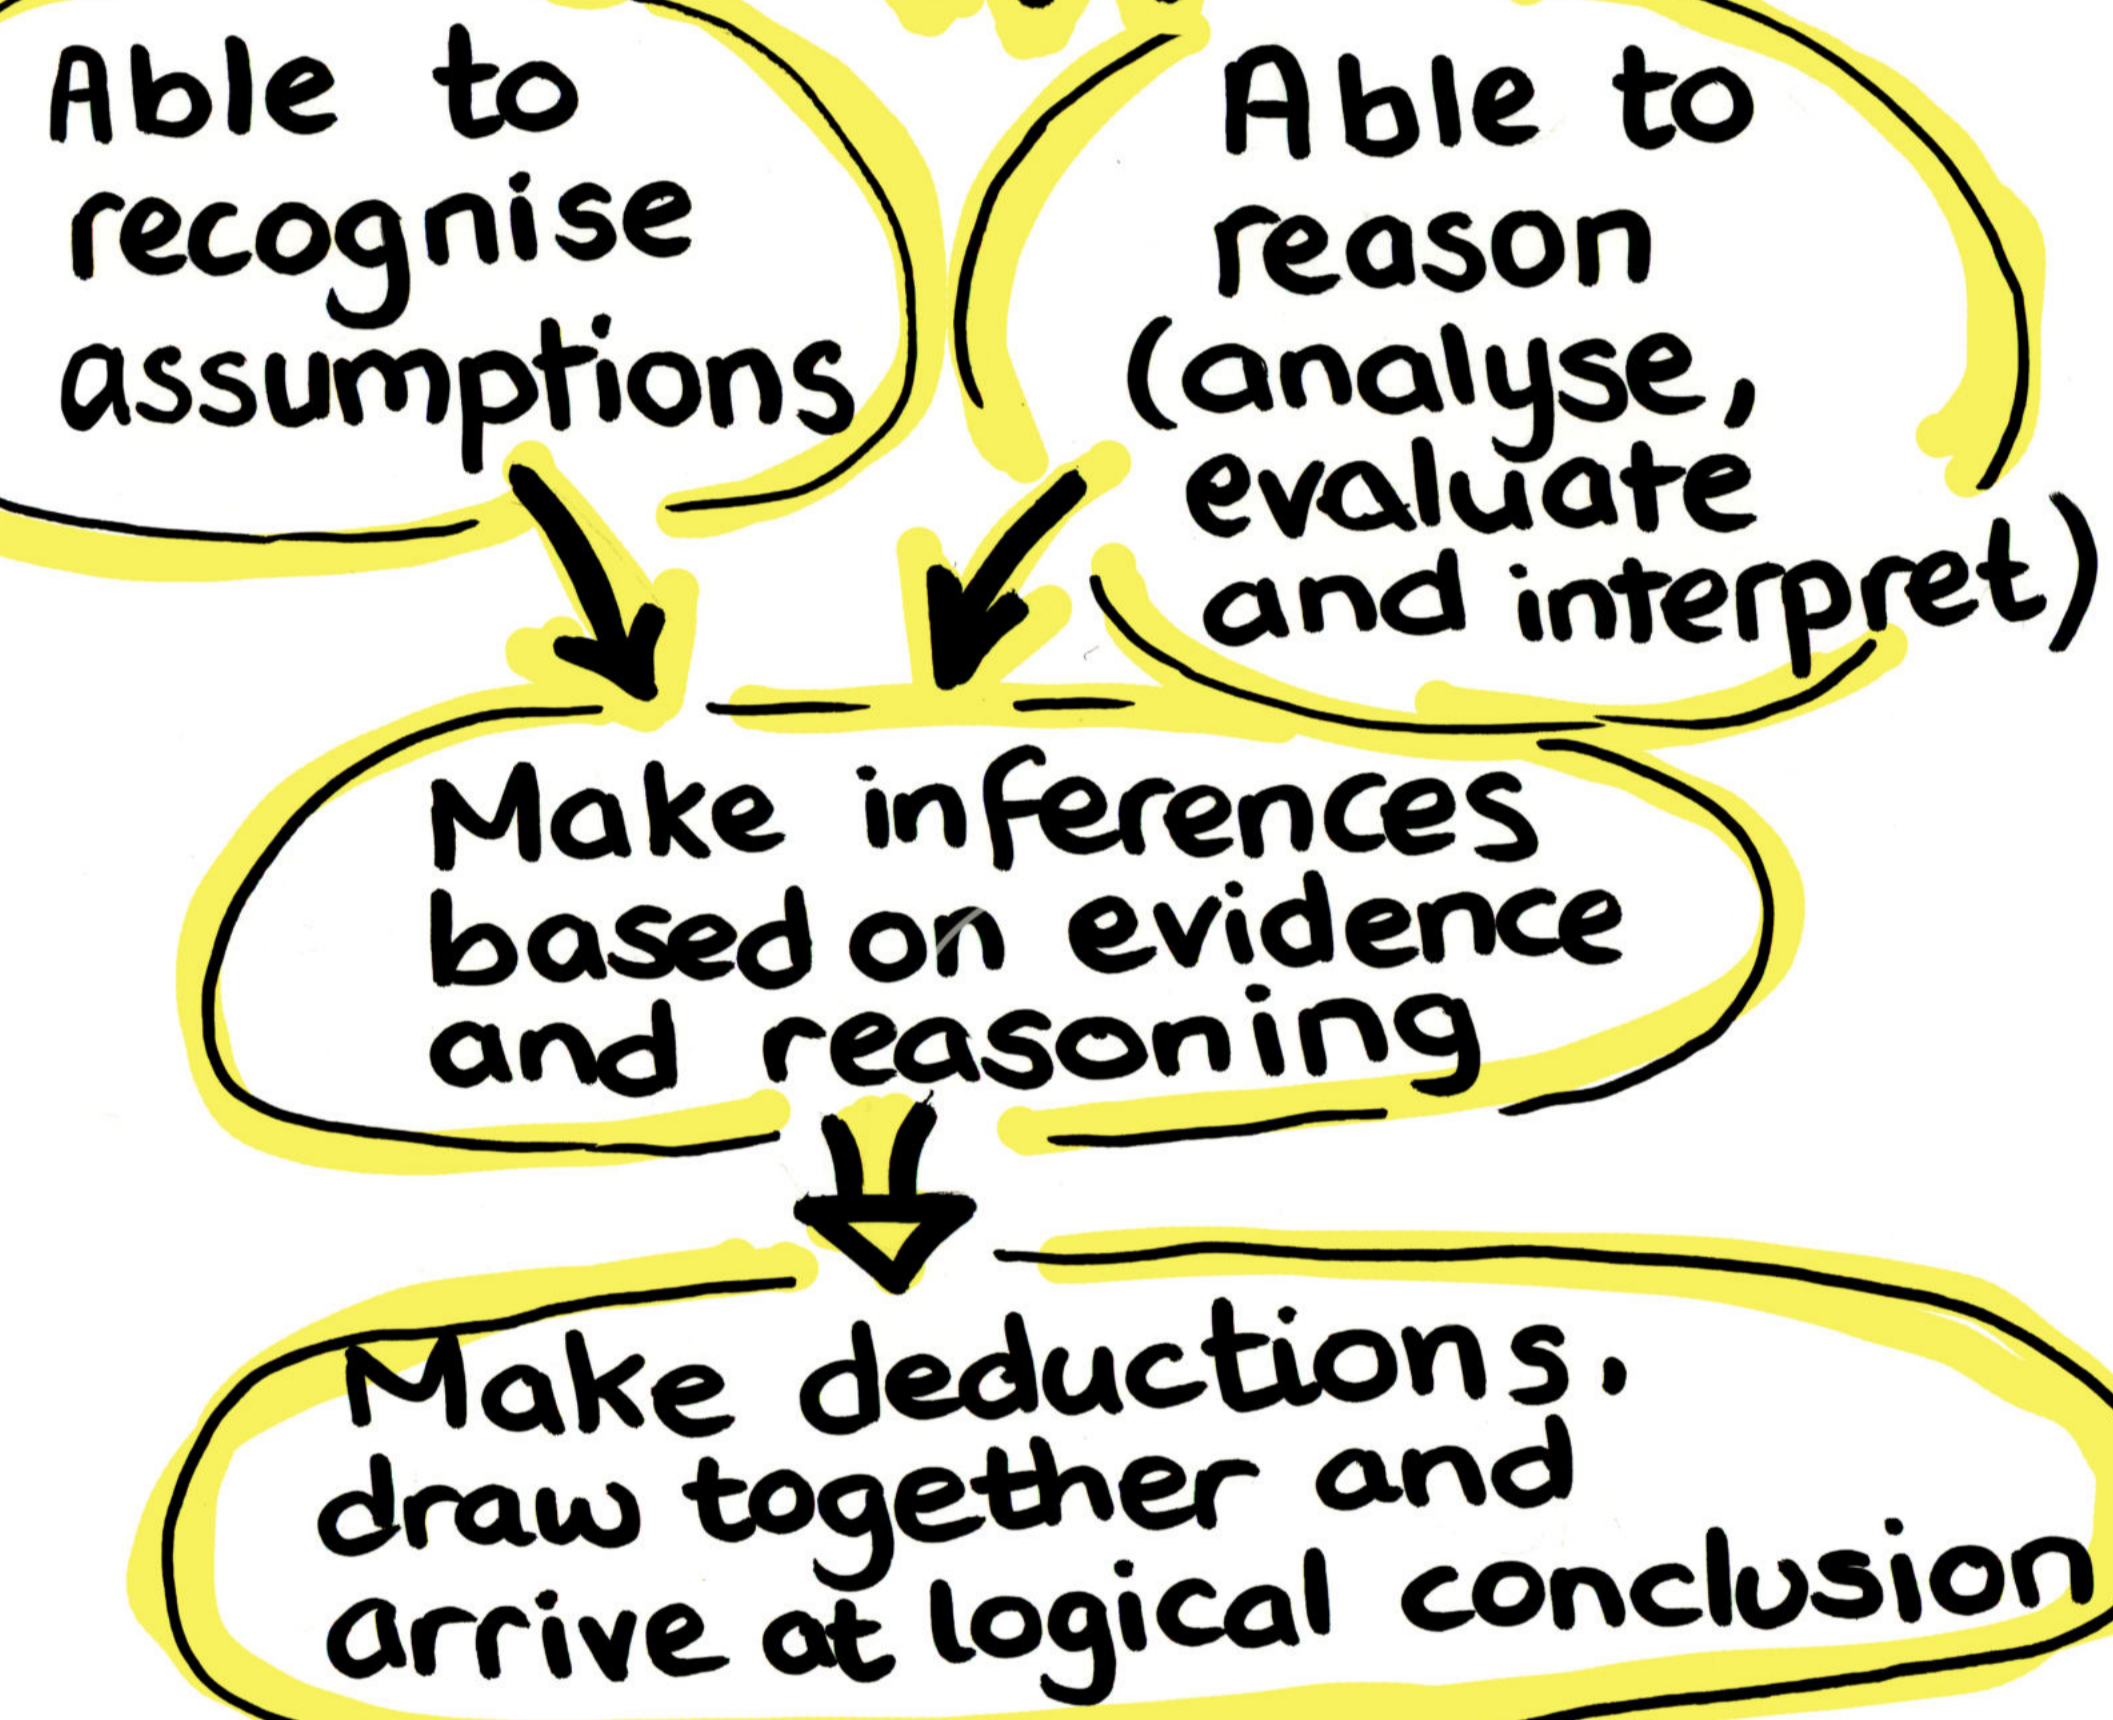 Able to
recognise
assumptions
Able to
reason
(analyse,
evaluate
and interpret)
Make inferences
based on evidence
and reasoning
Make deductions.
draw together and
arrive at logical conclusion